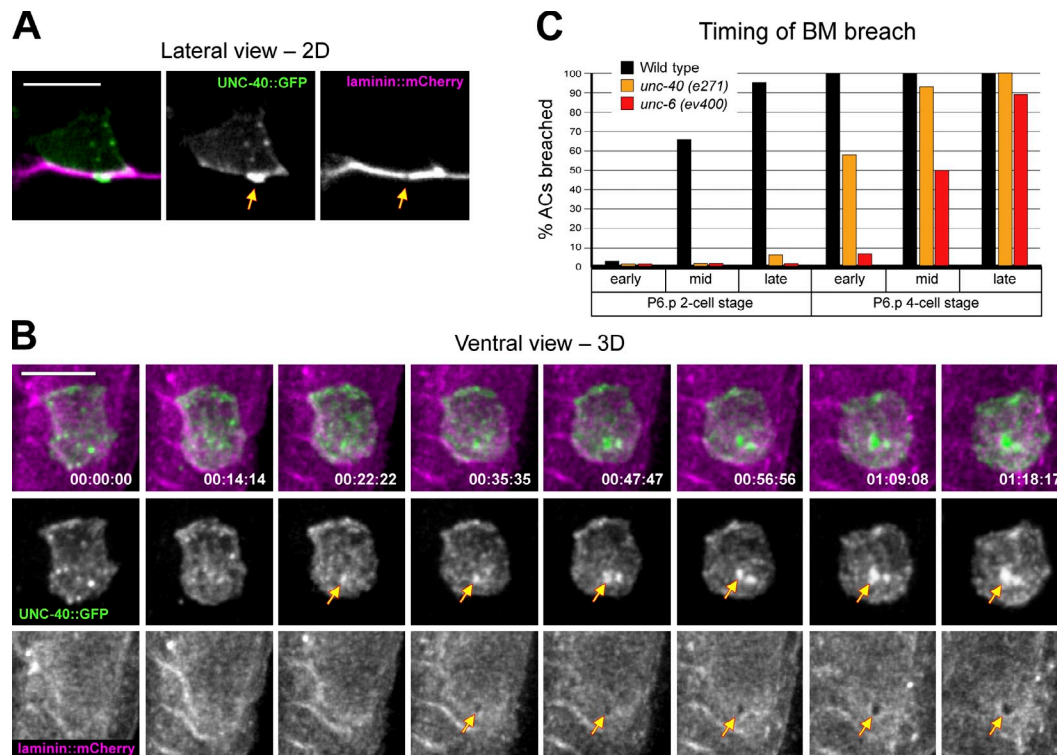 A
Lateral view – 2D
UNC-40::GFP
laminin::mCherry
C
Timing of BM breach
Wild type
unc-40 (e271)
unc-6 (ev400)
% ACs breached
100
90
80
70
60
50
40
30
20
10
0
early mid late early mid late
P6.p 2-cell stage P6.p 4-cell stage
B
Ventral view – 3D
00:00:00 00:14:14 00:22:22 00:35:35 00:47:47 00:56:56 01:09:08 01:18:17
UNC-40::GFP
laminin::mCherry